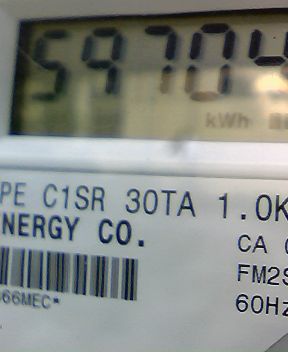 59704
kWh
PE C1SR 30TA 1.0K
NERGY CO.
CA
FM2S
66MEC*
60Hz